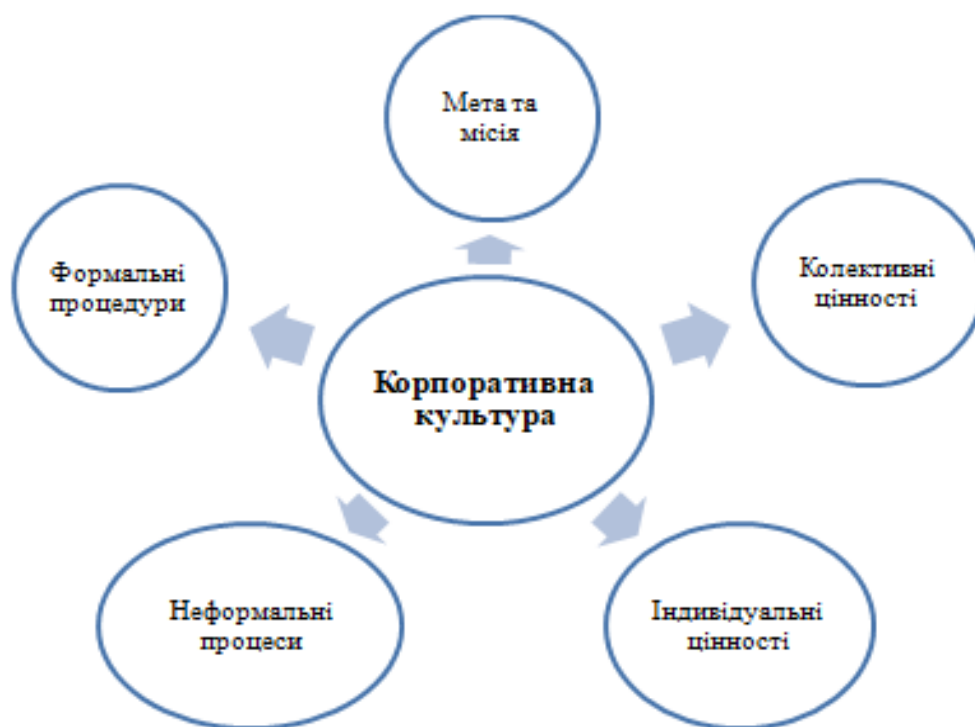 Мета та
місія
Формальні
процедури
Колективні
цінності
Корпоративна
культура
Неформальні
процеси
Індивідуальні
цінності